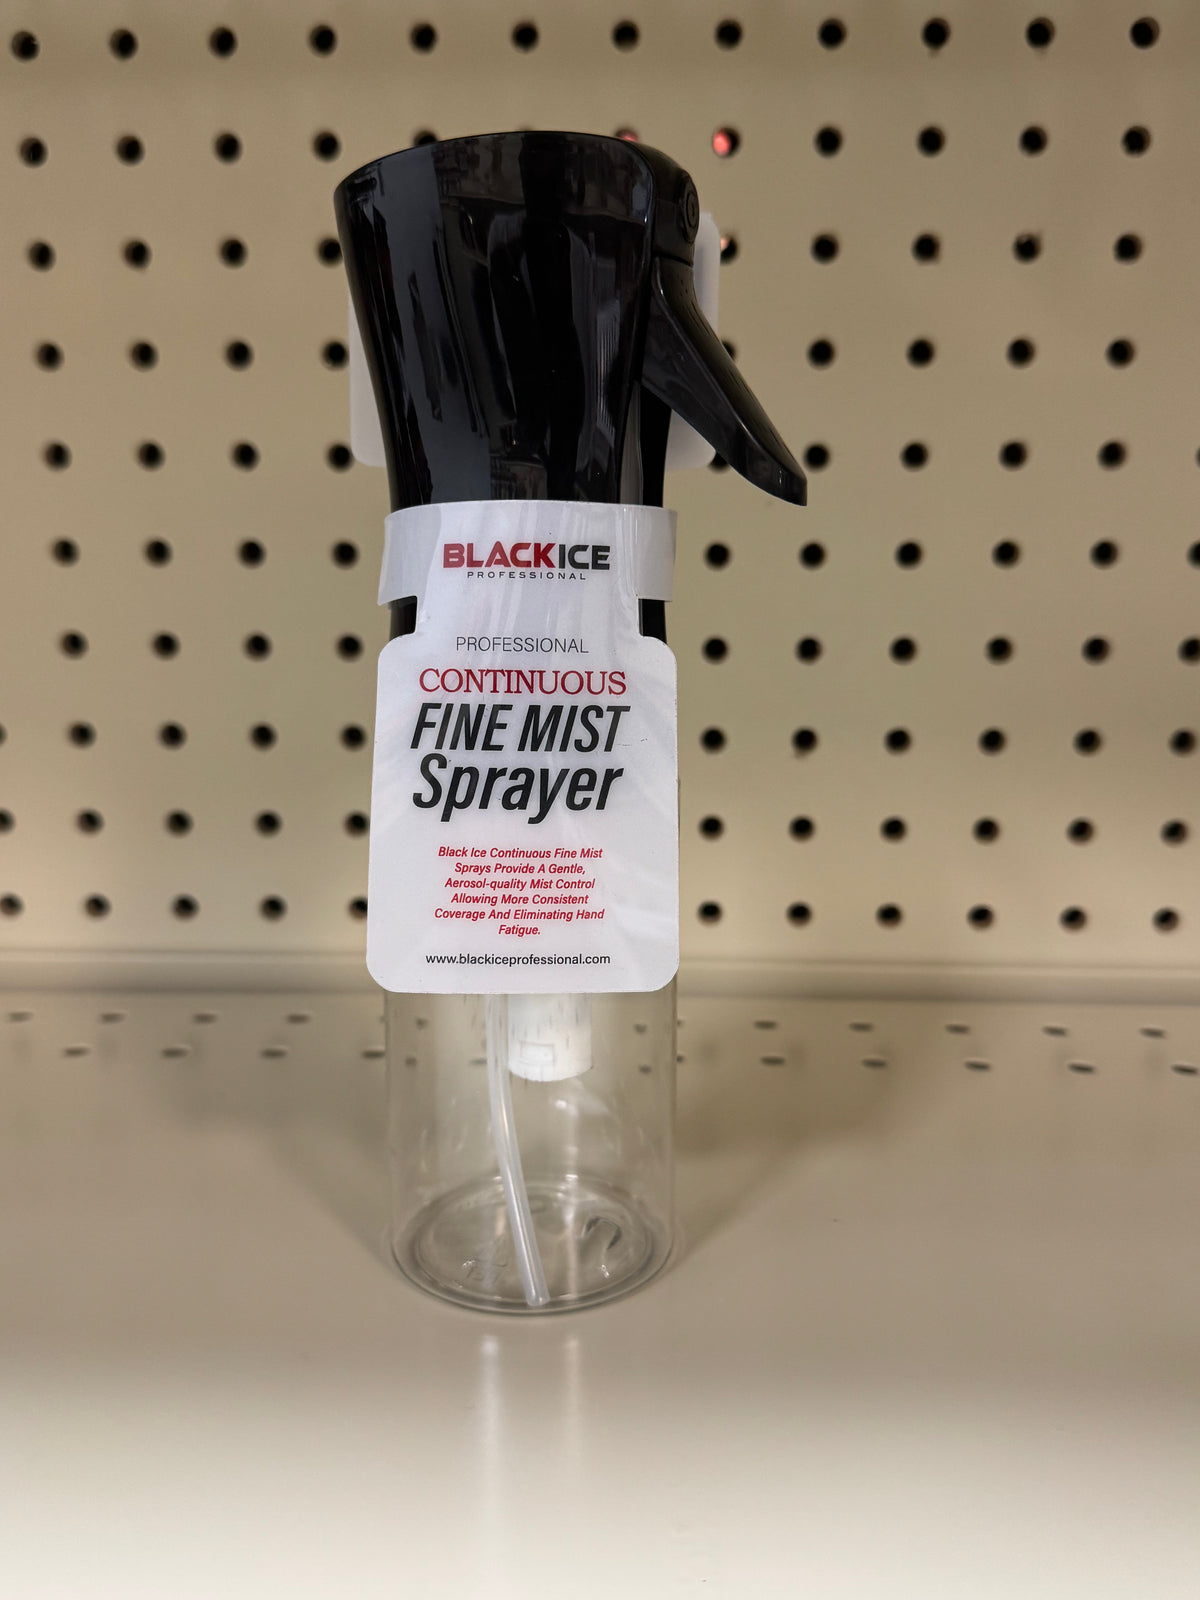 BLACKICE
PROFESSIONAL
PROFESSIONAL
CONTINUOUS
FINE MIST
Sprayer
Black Ice Continuous Fine Mist
Sprays Provide A Gentle,
Aerosol-quality Mist Control
Allowing More Consistent
Coverage And Eliminating Hand
Fatigue.
www.blackiceprofessional.com